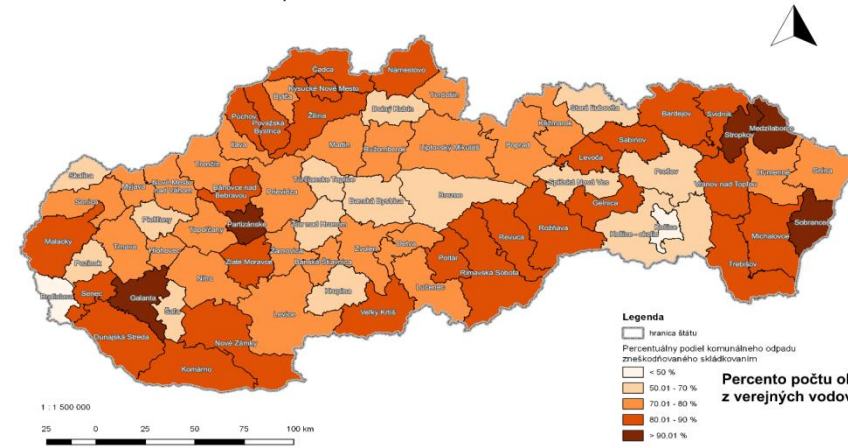 Čadca
Námestovo
Kysucké Nové Mesto
Bytča
Tvrdošín
Žilina
Dolný Kubín
Stará Ľubovňa
Bardejov
Svidník
Medzilaborce
Stropkov
Púchov
Považská
Bystrica
Kežmarok
Sabinov
Ilava
Martin
Ružomberok
Liptovský Mikuláš
Poprad
Levoča
Prešov
Humenné
Snina
Trenčín
Skalica
Myjava
Nové Mesto
nad Váhom
Bánovce nad
Bebravou
Prievidza
Turčianske Teplice
Spišská Nová Ves
Gelnica
Vranov nad Topľou
Senica
Banská Bystrica
Brezno
Piešťany
Topoľčany
Partizánske
Žiar nad Hronom
Rožňava
Košice - okolie
Košice
Sobrance
Michalovce
Malacky
Trnava
Hlohovec
Žarnovica
Banská Štiavnica
Zvolen
Detva
Poltár
Revúca
Rimavská Sobota
Trebišov
Pezinok
Nitra
Zlaté Moravce
Krupina
Lučenec
Bratislava
Senec
Galanta
Šaľa
Levice
Veľký Krtíš
Dunajská Streda
Nové Zámky
Komárno
Legenda
hranica štátu
Percentuálny podiel komunálneho odpadu
zneškodňovaného skládkovaním
< 50 %
50.01 - 70 %
70.01 - 80 %
80.01 - 90 %
> 90.01 %
Percento počtu
z verejných
1 : 1 500 000
25 0 25 50 75 100 km